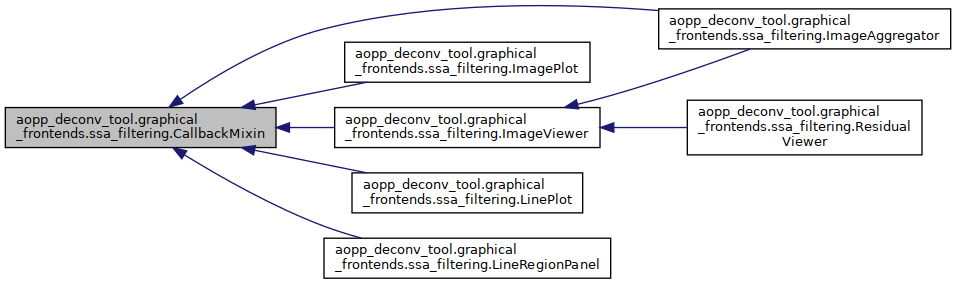 aopp_deconv_tool.graphical
_frontends.ssa_filtering.CallbackMixin
aopp_deconv_tool.graphical
_frontends.ssa_filtering.ImageAggregator
aopp_deconv_tool.graphical
_frontends.ssa_filtering.ImagePlot
aopp_deconv_tool.graphical
_frontends.ssa_filtering.ImageViewer
aopp_deconv_tool.graphical
_frontends.ssa_filtering.Residual
Viewer
aopp_deconv_tool.graphical
_frontends.ssa_filtering.LinePlot
aopp_deconv_tool.graphical
_frontends.ssa_filtering.LineRegionPanel